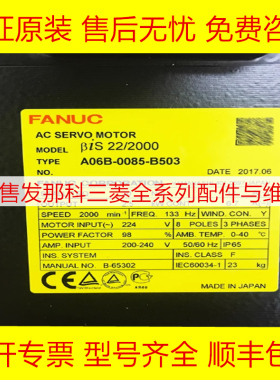 证原装 售后无忧 免费
FANUC
AC SERVO MOTOR
MODEL βiS 22/2000
TYPE A06B-0085-B503
NO.
DATE 2017.06
售发那科三菱全系列配件与维
SPEED 2000 min⁻¹ FREQ. 133 Hz WIND. CON. Y
MOTOR INPUT(~) 224 V 8 POLES 3 PHASES
POWER FACTOR 98 % AMB. TEMP. 0-40 ℃
AMP. INPUT 200-240 V 50/60 Hz IP65
INS. SYSTEM INS. CLASS F
MANUAL NO. B-65302 IEC60034-1 23 kg
MADE IN JAPAN
开专票 型号齐全 顺丰包